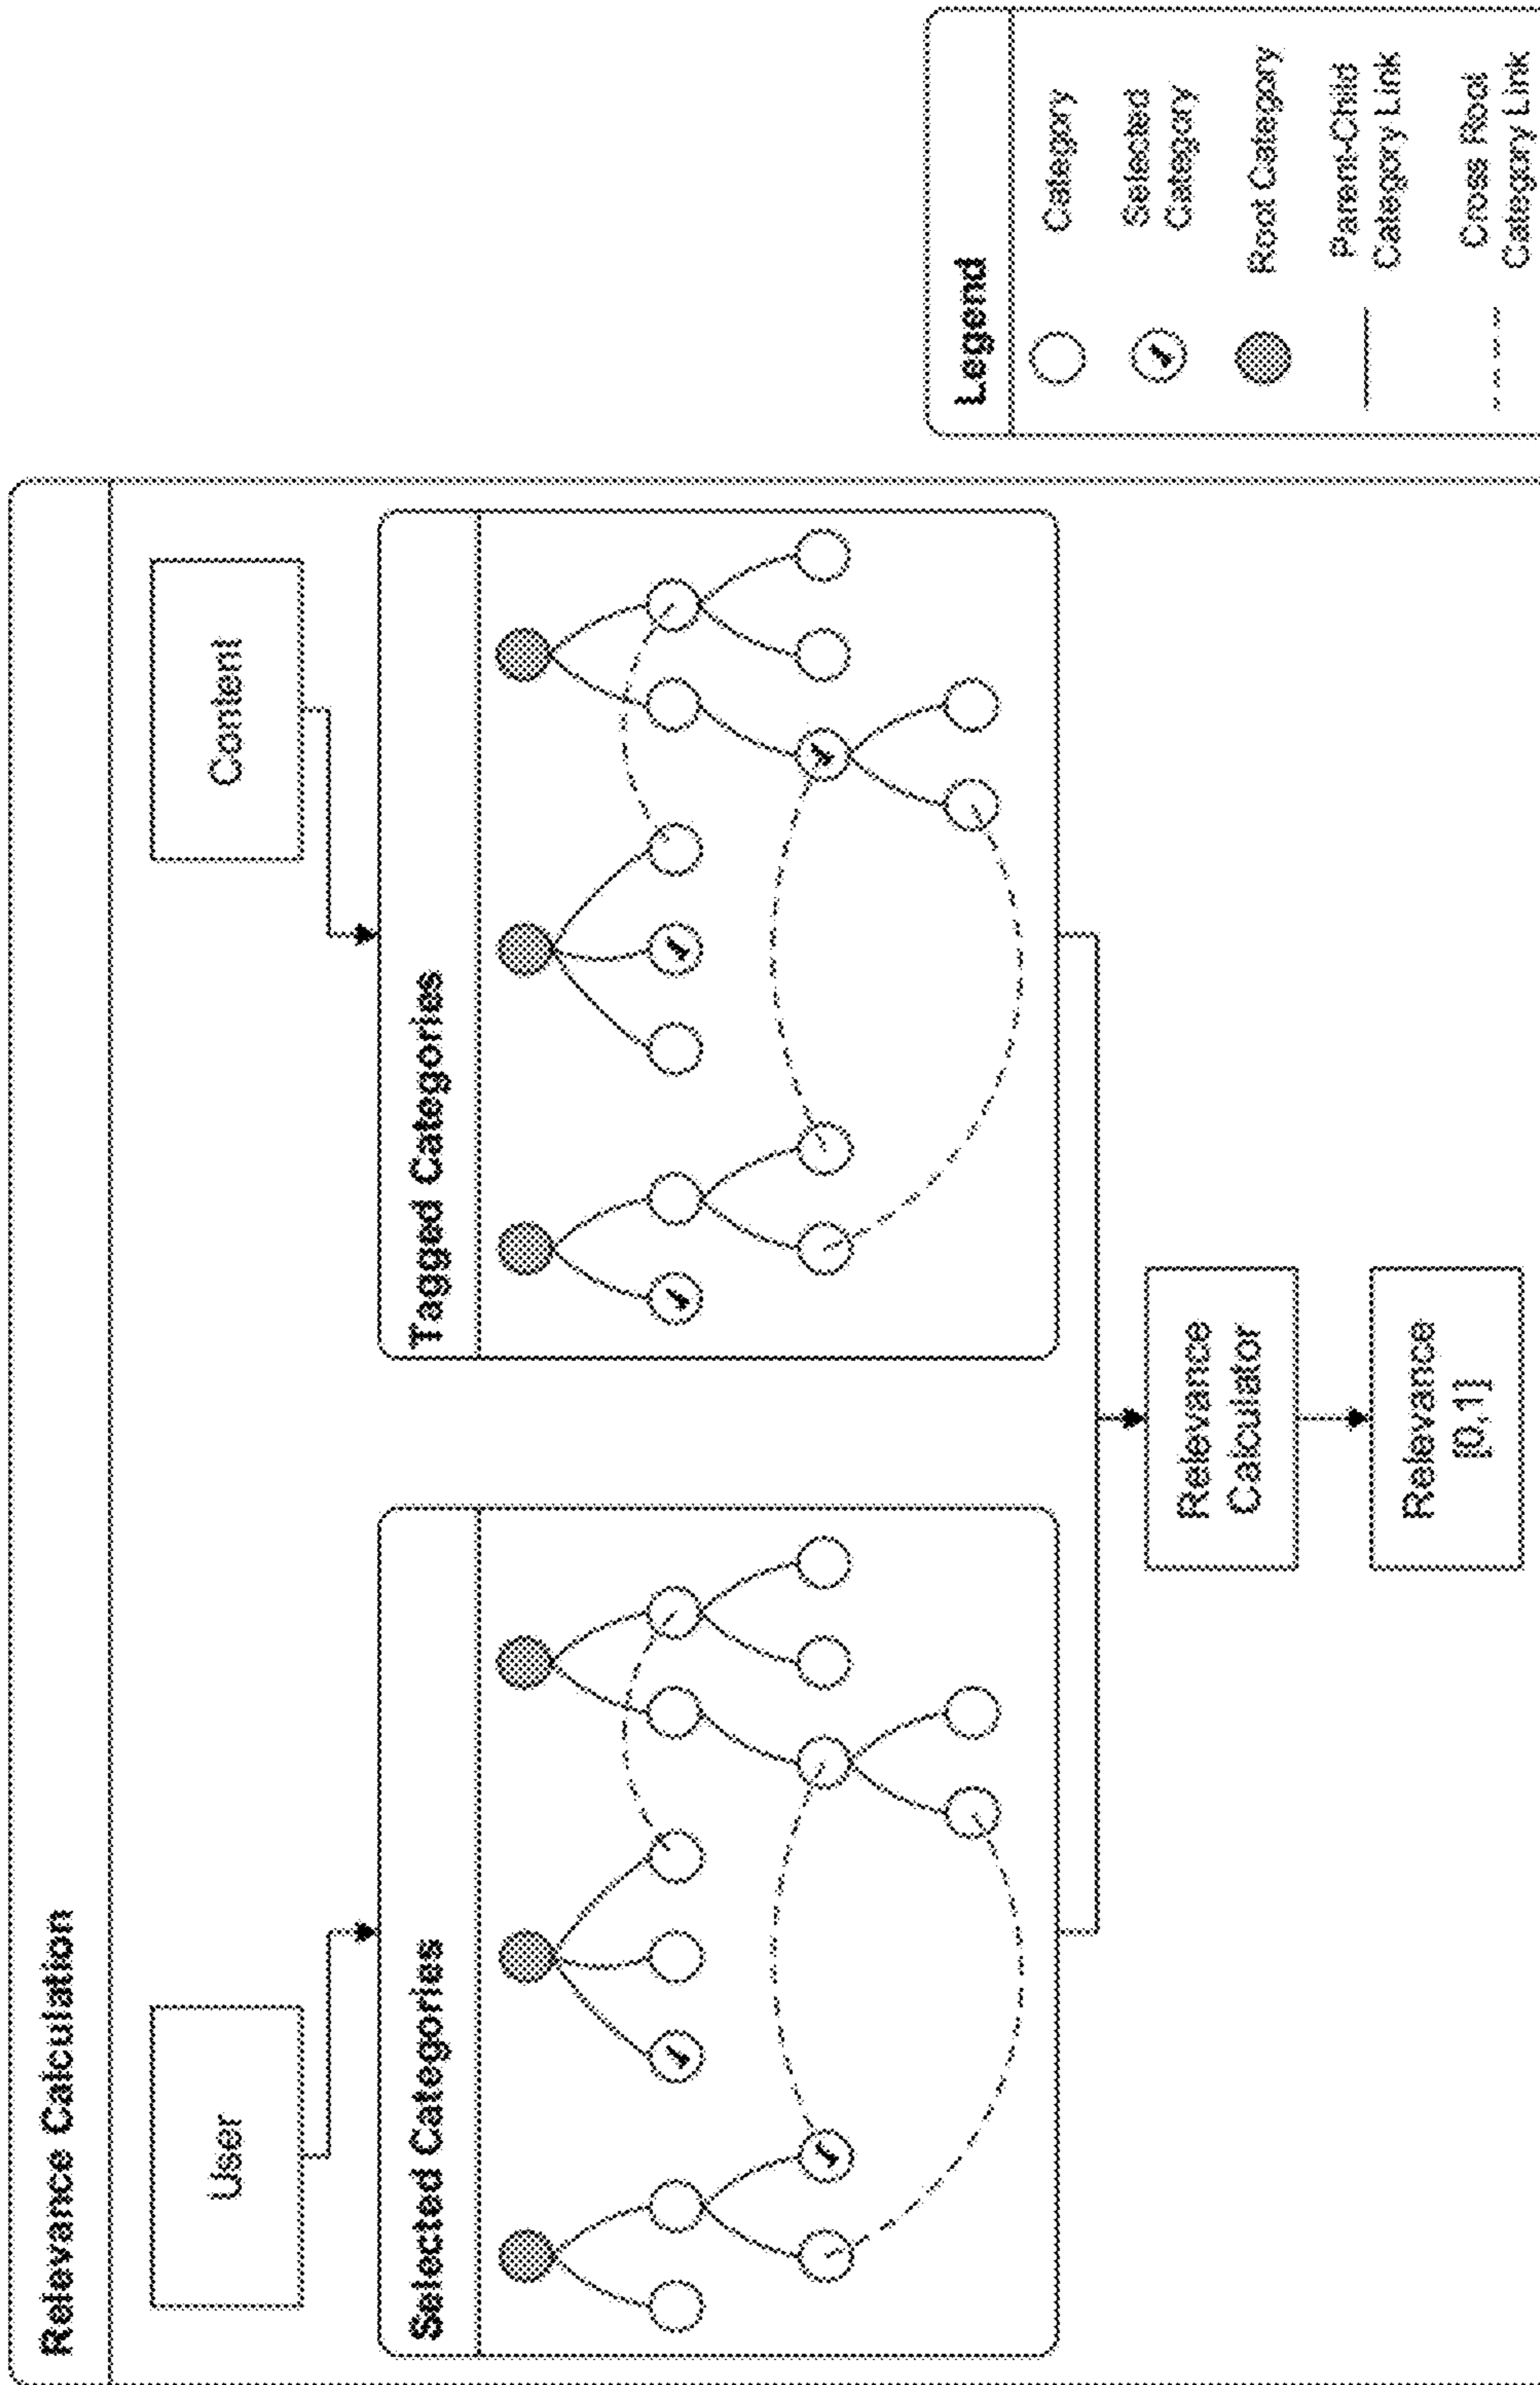 Relevance Calculation
User
Content
Selected Categories
Tagged Categories
Relevance
Calculator
Relevance
[0,1]
Legend
Category
Selected
Category
Root Category
Parent-Child
Category Link
Cross Root
Category Link